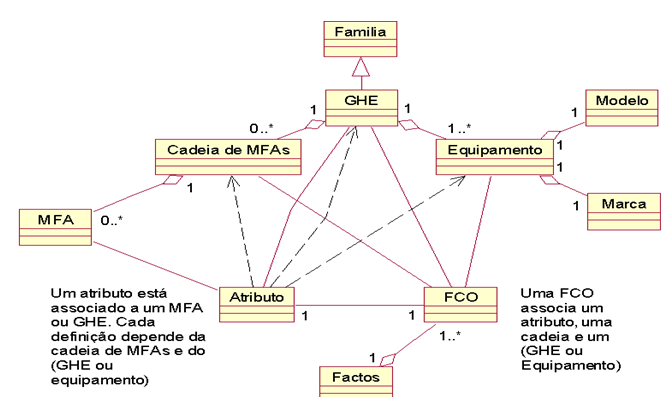 Familia
GHE
1
1
0..*
1..*
Modelo
1
1
Cadeia de MFAs
Equipamento
1
1
1
Marca
MFA
0..*
Um atributo está
associado a um MFA
ou GHE. Cada
definição depende da
cadeia de MFAs e do
(GHE ou
equipamento)
Atributo
1
1
FCO
Uma FCO
associa um
atributo, uma
cadeia e um
(GHE ou
Equipamento)
1..*
1
Factos